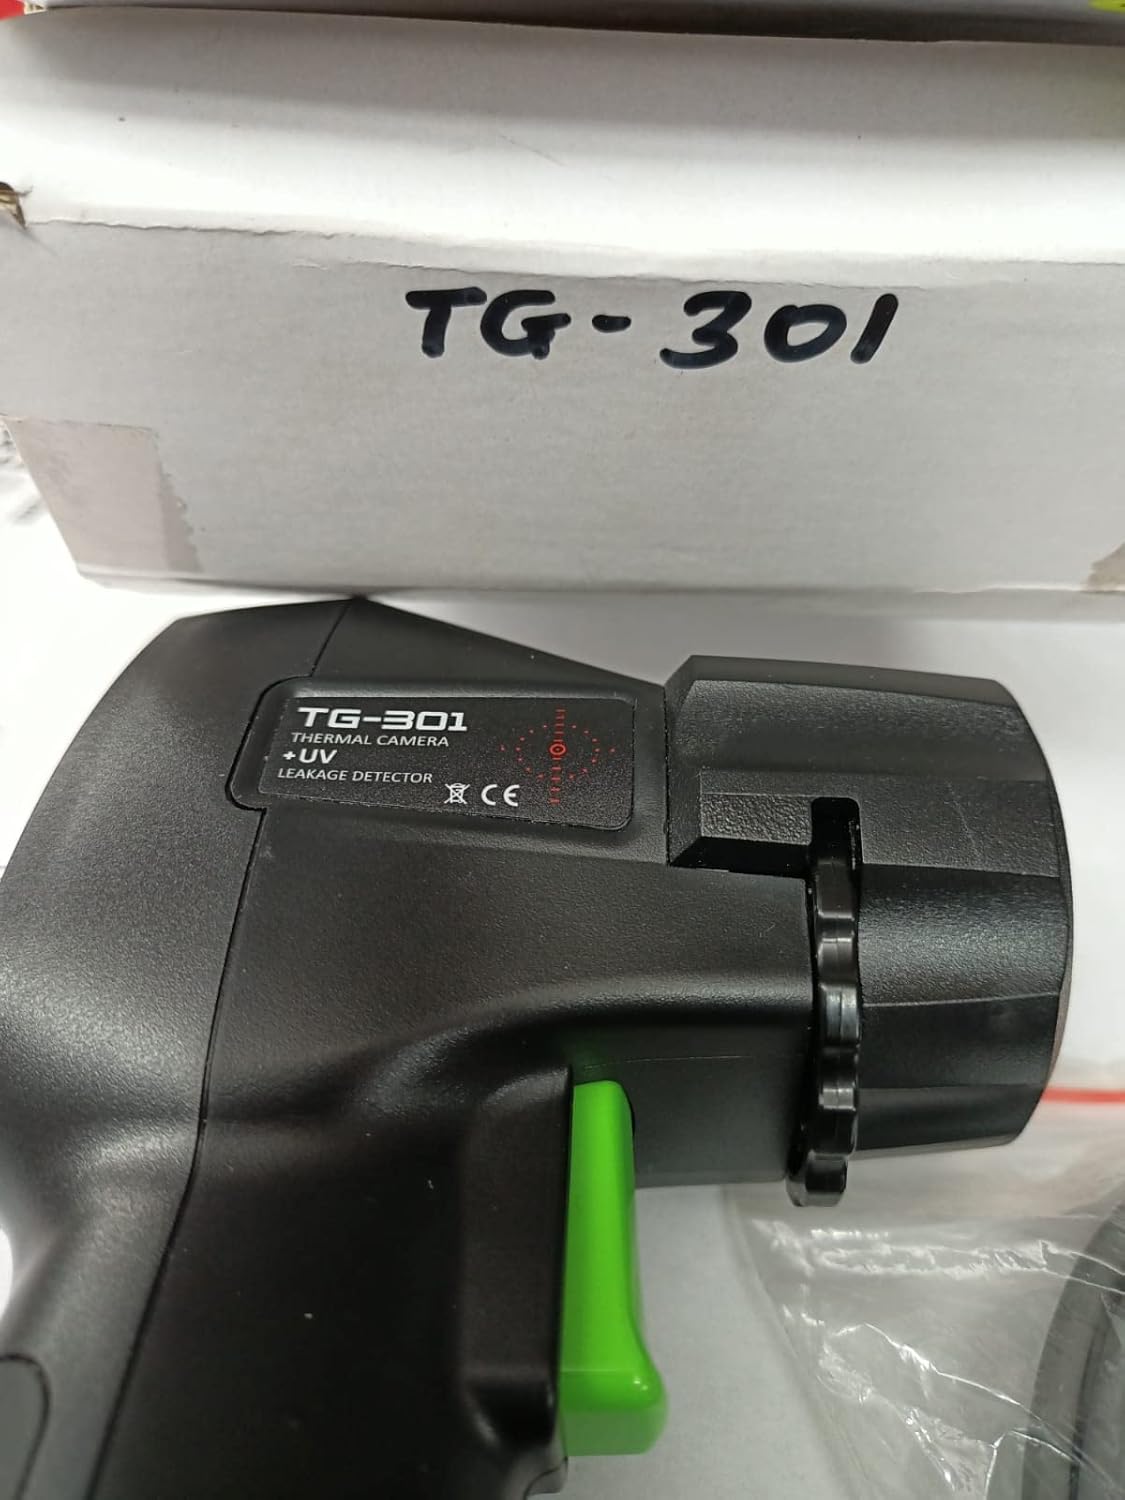 TG-301
TG-301
THERMAL CAMERA
+UV
LEAKAGE DETECTOR
CE